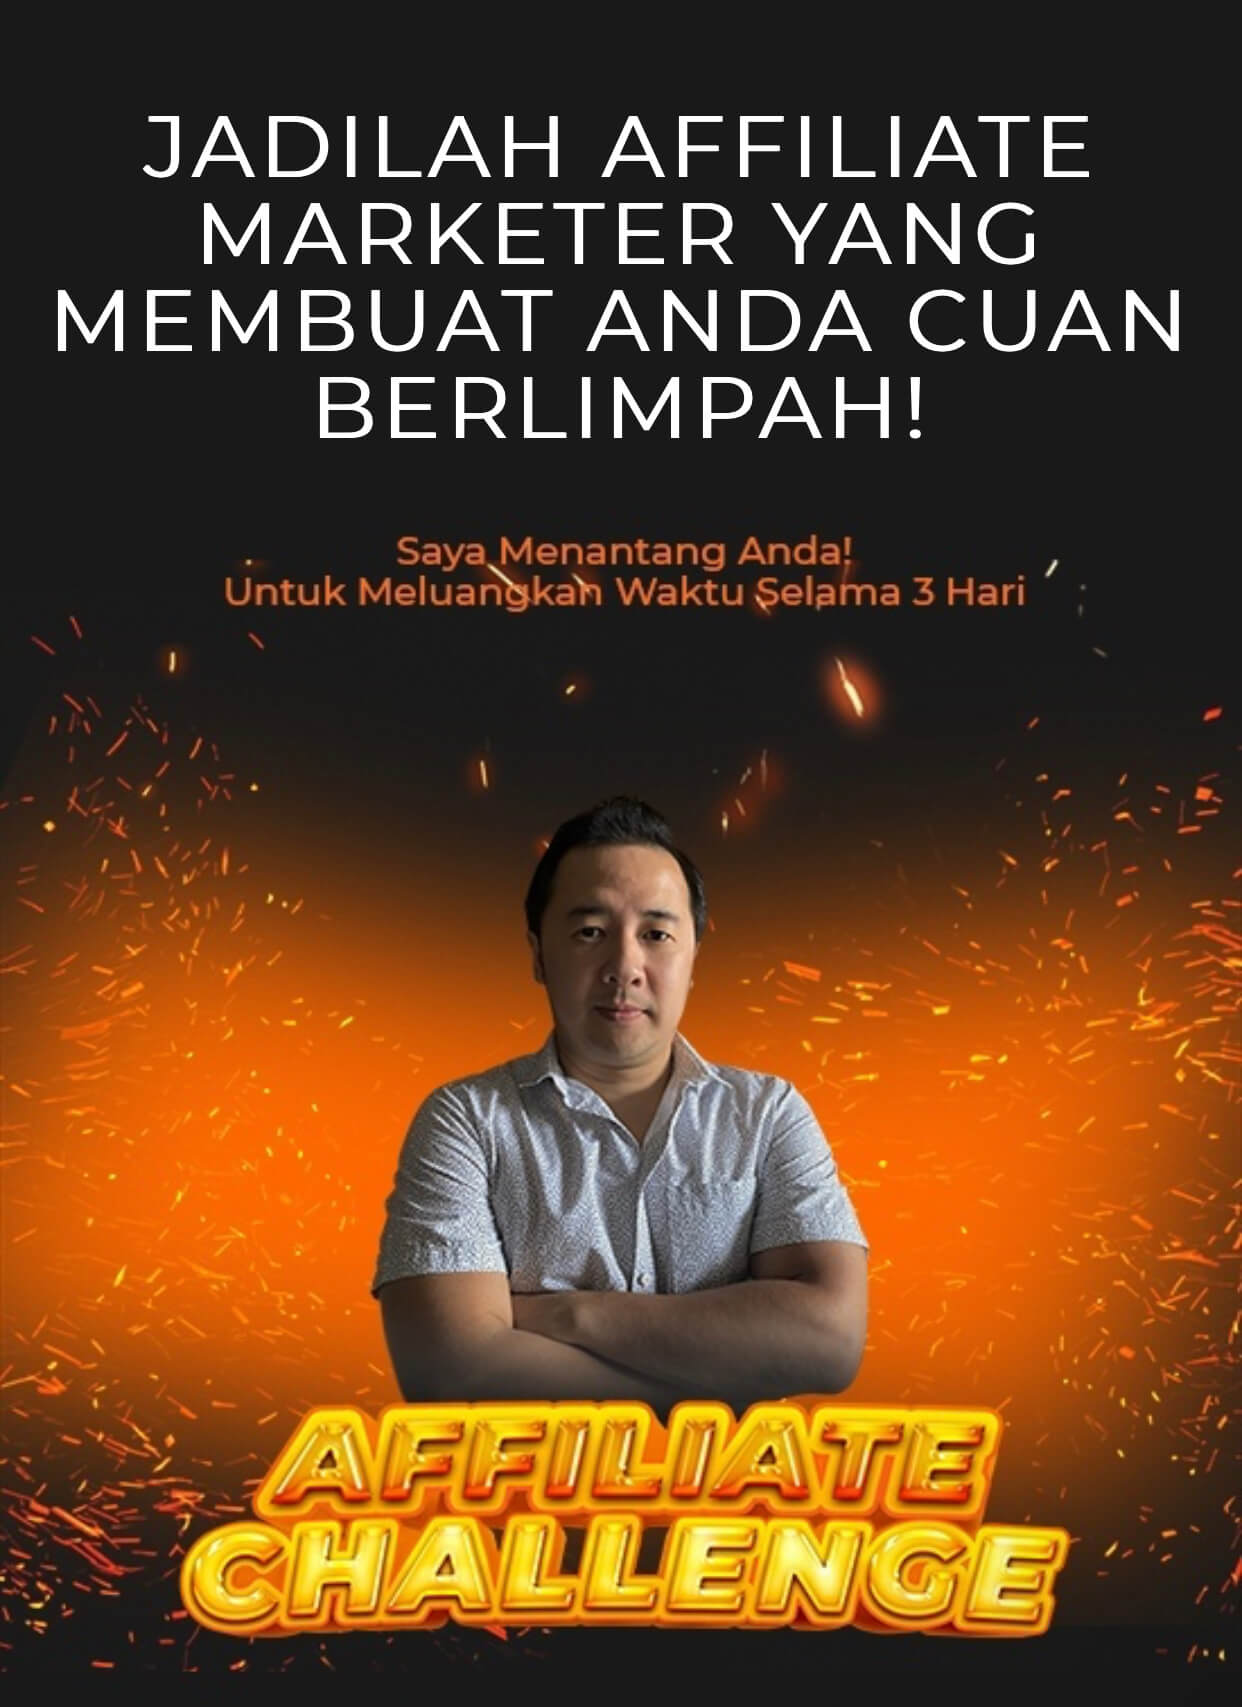 JADILAH AFFILIATE
MARKETER YANG
MEMBUAT ANDA CUAN
BERLIMPAH!
Saya Menantang Anda!
Untuk Meluangkan Waktu Selama 3 Hari
AFFILIATE
CHALLENGE